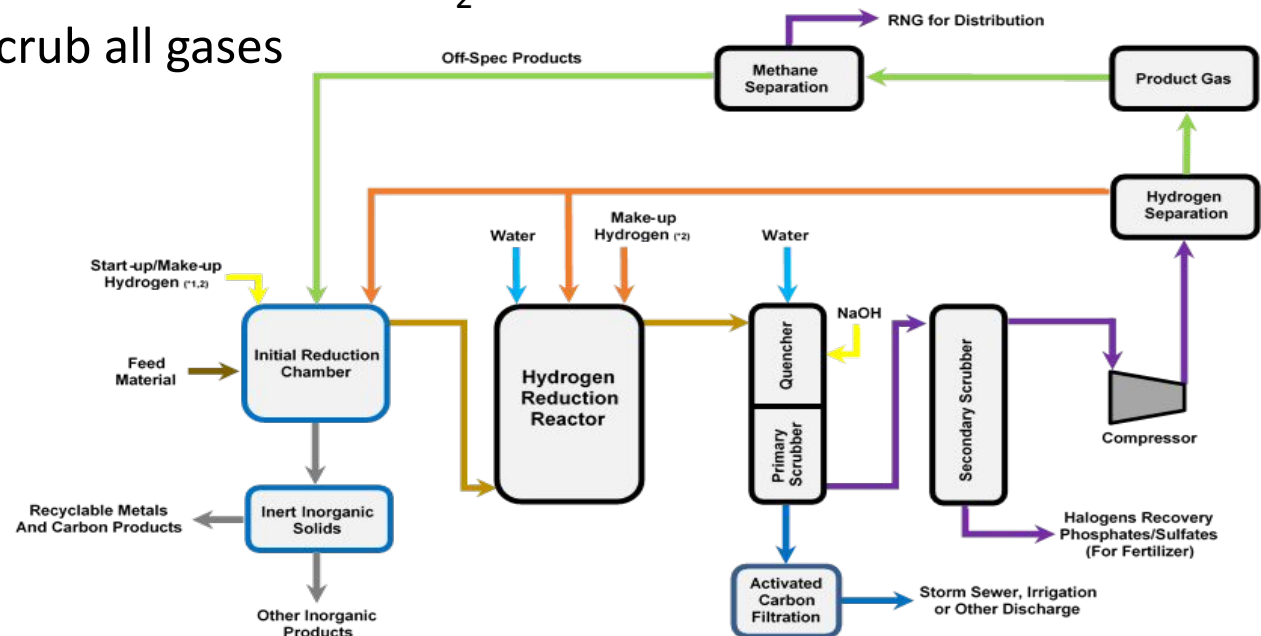 2
crub all gases
RNG for Distribution
Off-Spec Products
Methane
Separation
Product Gas
Hydrogen
Separation
Make-up
Hydrogen (*2)
Water
Water
Start-up/Make-up
Hydrogen (*1,2)
NaOH
Feed
Material
Initial Reduction
Chamber
Hydrogen
Reduction
Reactor
Quencher
Primary
Scrubber
Secondary Scrubber
Compressor
Recyclable Metals
And Carbon Products
Inert Inorganic
Solids
Halogens Recovery
Phosphates/Sulfates
(For Fertilizer)
Activated
Carbon
Filtration
Storm Sewer, Irrigation
or Other Discharge
Other Inorganic
Products